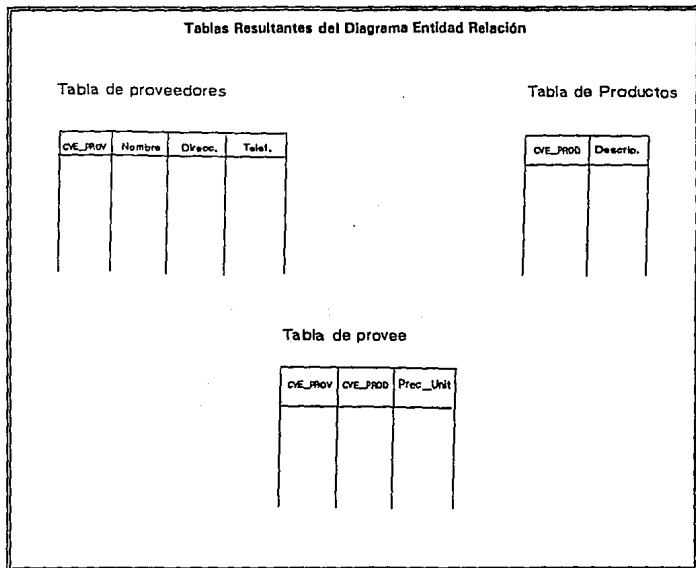 Tablas Resultantes del Diagrama Entidad Relación
Tabla de proveedores
Tabla de Productos
CVE_PROV Nombre Direcc. Telef.
CVE_PROD Descrip.
Tabla de provee
CVE_PROV CVE_PROD Prec_Unit